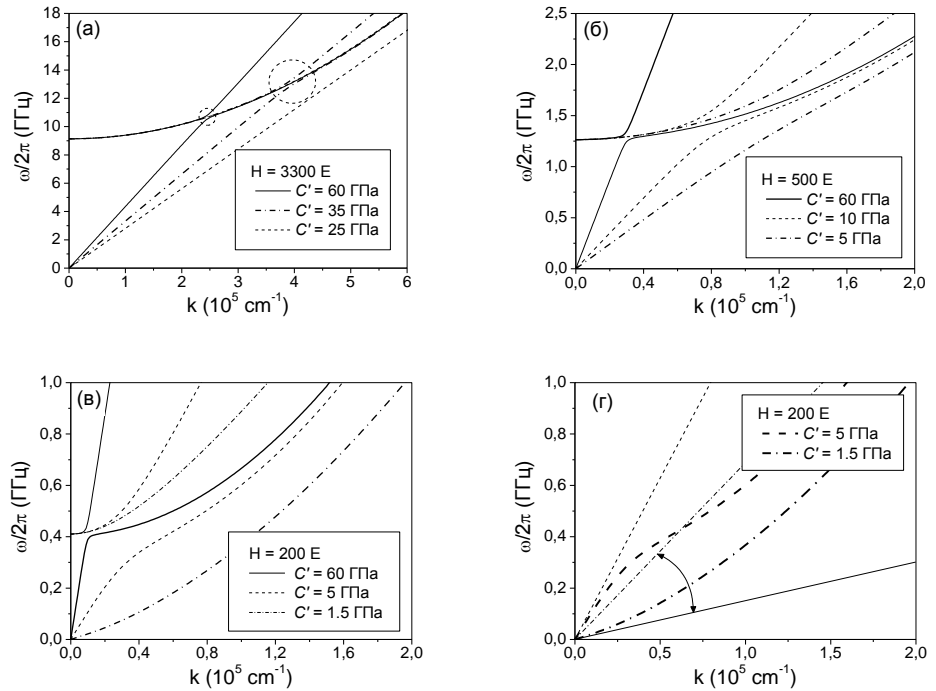 (а)
18
16
14
12
10
8
6
4
2
0
ω/2π (ГГц)
H = 3300 E
C' = 60 ГПа
C' = 35 ГПа
C' = 25 ГПа
0 1 2 3 4 5 6
k (10⁵ cm⁻¹)
(б)
2,5
2,0
1,5
1,0
0,5
0,0
ω/2π (ГГц)
H = 500 E
C' = 60 ГПа
C' = 10 ГПа
C' = 5 ГПа
0,0 0,4 0,8 1,2 1,6 2,0
k (10⁵ cm⁻¹)
(в)
1,0
0,8
0,6
0,4
0,2
0,0
ω/2π (ГГц)
H = 200 E
C' = 60 ГПа
C' = 5 ГПа
C' = 1.5 ГПа
0,0 0,4 0,8 1,2 1,6 2,0
k (10⁵ cm⁻¹)
(г)
1,0
0,8
0,6
0,4
0,2
0,0
ω/2π (ГГц)
H = 200 E
C' = 5 ГПа
C' = 1.5 ГПа
0,0 0,4 0,8 1,2 1,6 2,0
k (10⁵ cm⁻¹)